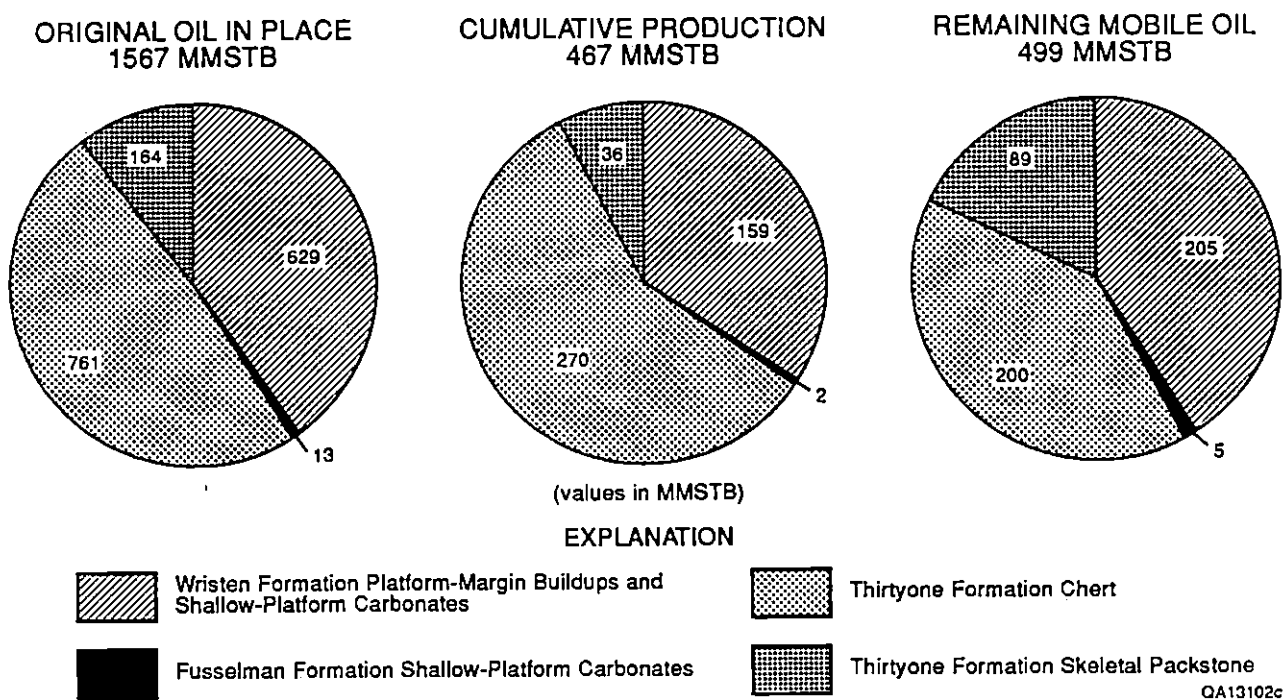 ORIGINAL OIL IN PLACE
1567 MMSTB
164
629
761
13
CUMULATIVE PRODUCTION
467 MMSTB
36
159
270
2
(values in MMSTB)
REMAINING MOBILE OIL
499 MMSTB
89
205
200
5
EXPLANATION
Wristen Formation Platform-Margin Buildups and
Shallow-Platform Carbonates
Fusselman Formation Shallow-Platform Carbonates
Thirtyone Formation Chert
Thirtyone Formation Skeletal Packstone
QA13102c